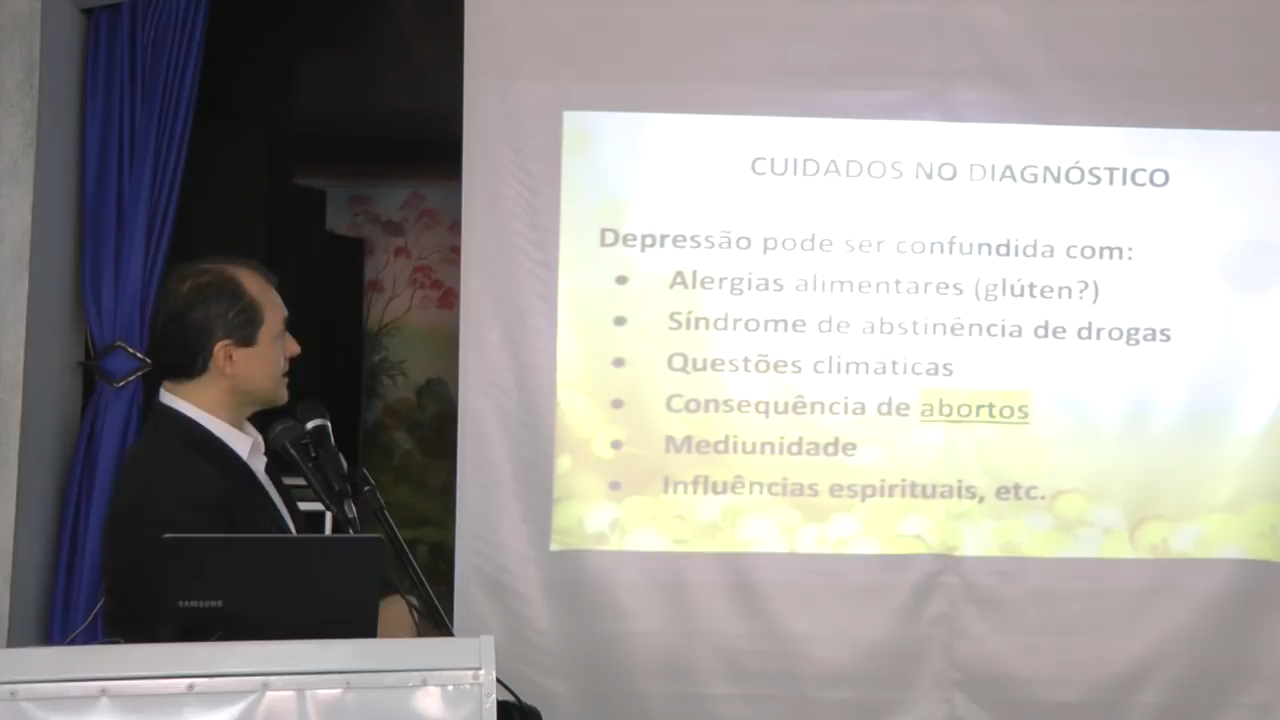 CUIDADOS NO DIAGNÓSTICO
Depressão pode ser confundida com:
• Alergias alimentares (glúten?)
• Síndrome de abstinência de drogas
• Questões climáticas
• Consequência de abortos
• Mediunidade
• Influências espirituais, etc.
SAMSUNG